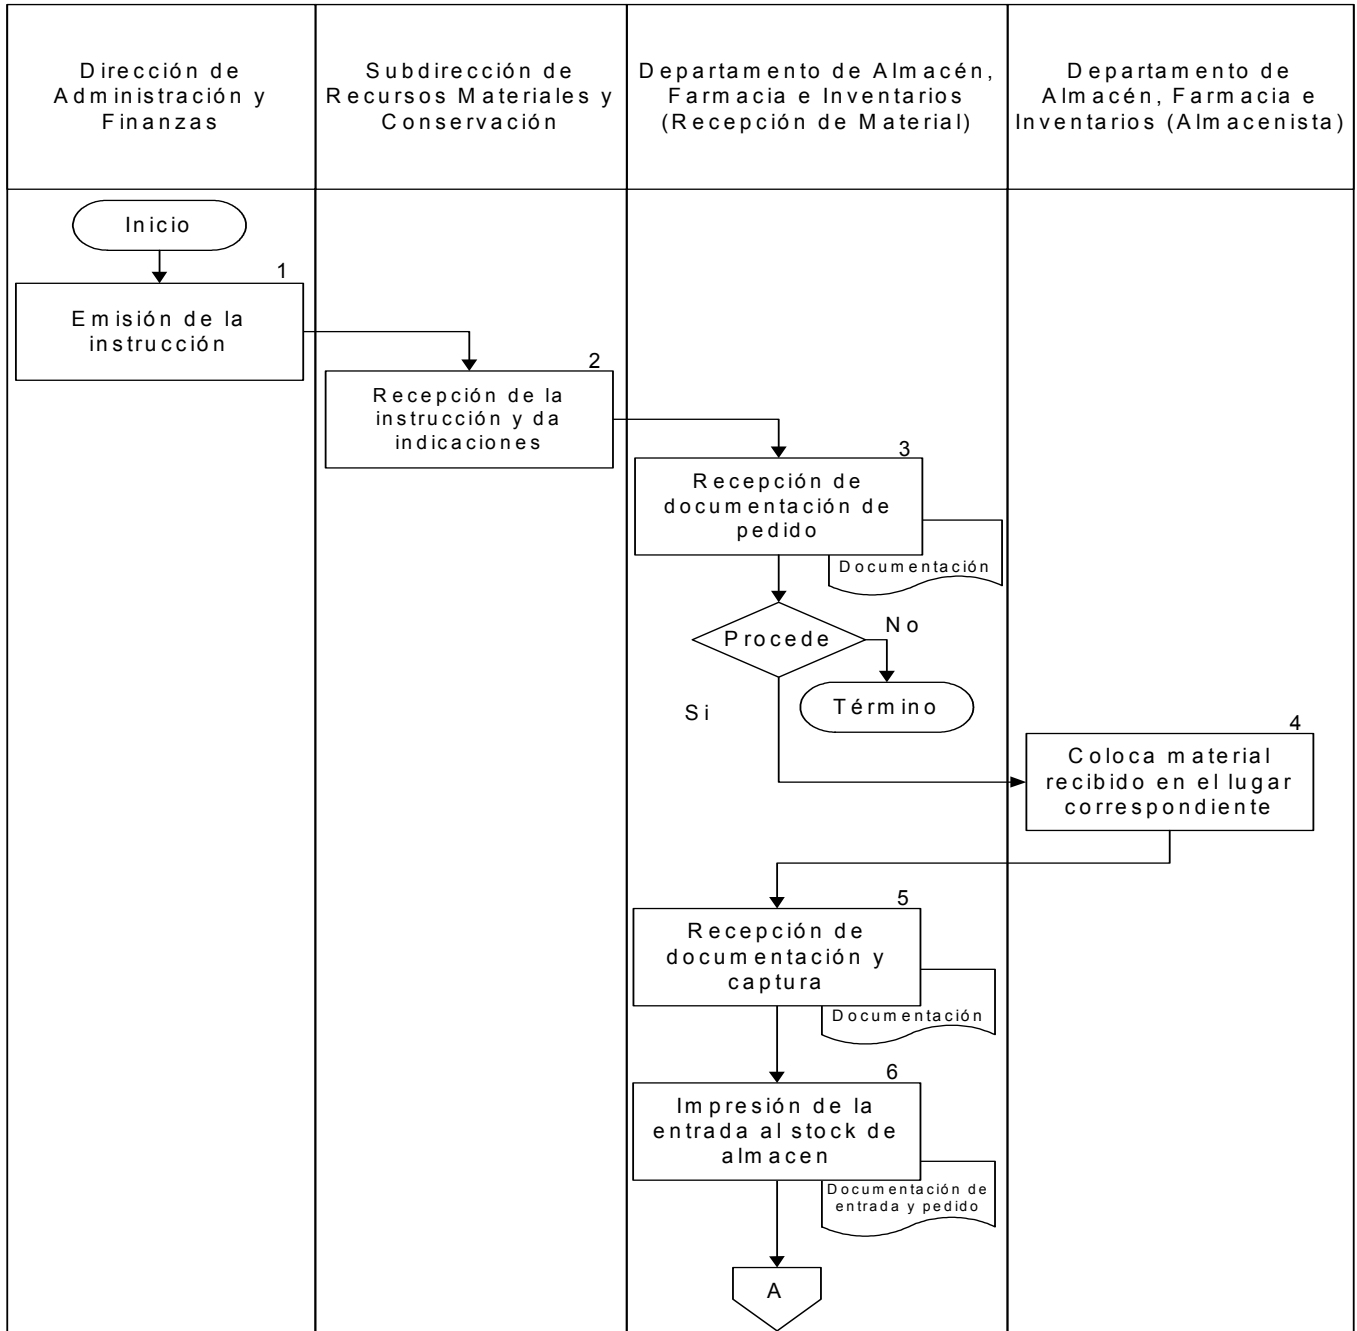 Dirección de
Administración y
Finanzas
Subdirección de
Recursos Materiales y
Conservación
Departamento de Almacén,
Farmacia e Inventarios
(Recepción de Material)
Departamento de
Almacén, Farmacia e
Inventarios (Almacenista)
Inicio
1
Emisión de la
instrucción
2
Recepción de la
instrucción y da
indicaciones
3
Recepción de
documentación de
pedido
Documentación
Procede
No
Término
Si
4
Coloca material
recibido en el lugar
correspondiente
5
Recepción de
documentación y
captura
Documentación
6
Impresión de la
entrada al stock de
almacen
Documentación de
entrada y pedido
A